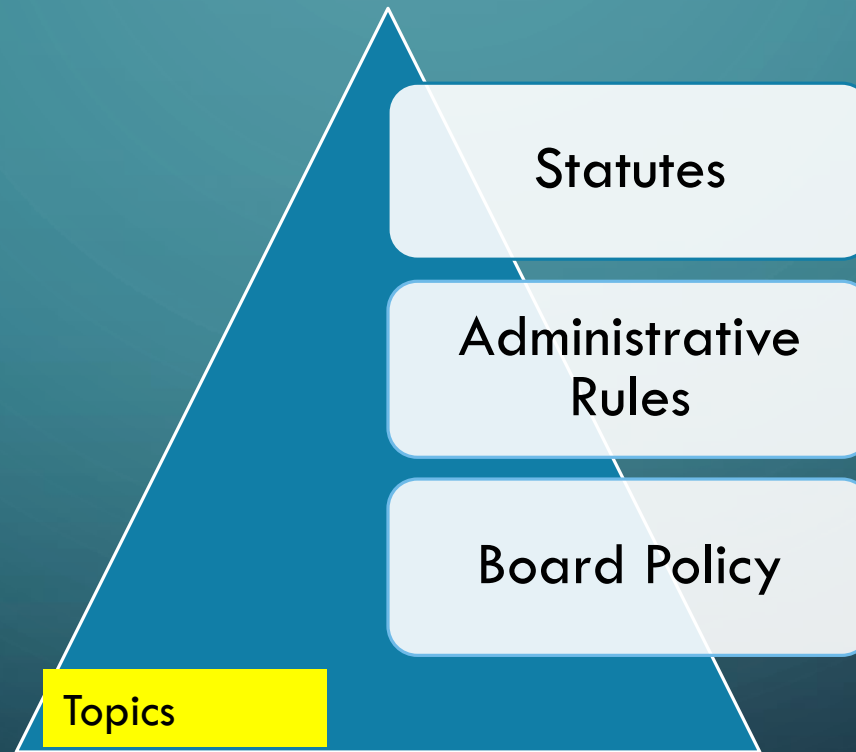 Statutes
Administrative
Rules
Board Policy
Topics